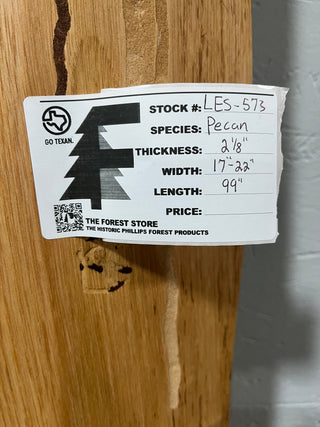 GO TEXAN.
STOCK #: LES-573
SPECIES: Pecan
THICKNESS: 2 1/8"
WIDTH: 17"-22"
LENGTH: 99"
PRICE:
THE FOREST STORE
THE HISTORIC PHILLIPS FOREST PRODUCTS